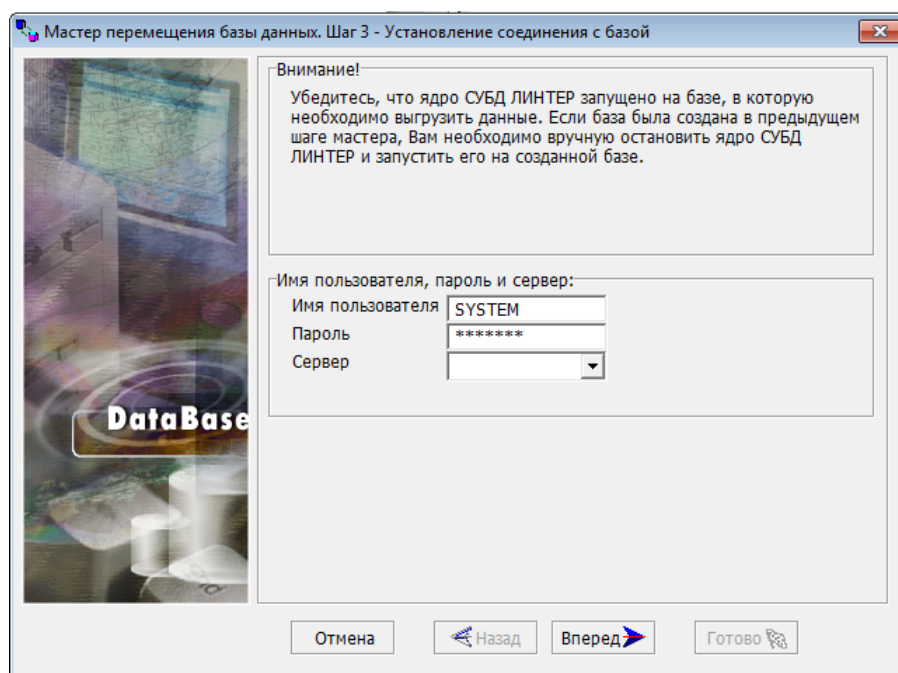 Мастер перемещения базы данных. Шаг 3 - Установление соединения с базой
Внимание!
Убедитесь, что ядро СУБД ЛИНТЕР запущено на базе, в которую
необходимо выгрузить данные. Если база была создана в предыдущем
шаге мастера, Вам необходимо вручную остановить ядро СУБД
ЛИНТЕР и запустить его на созданной базе.
Имя пользователя, пароль и сервер:
Имя пользователя SYSTEM
Пароль *******
Сервер
DataBase
Отмена Назад Вперед Готово